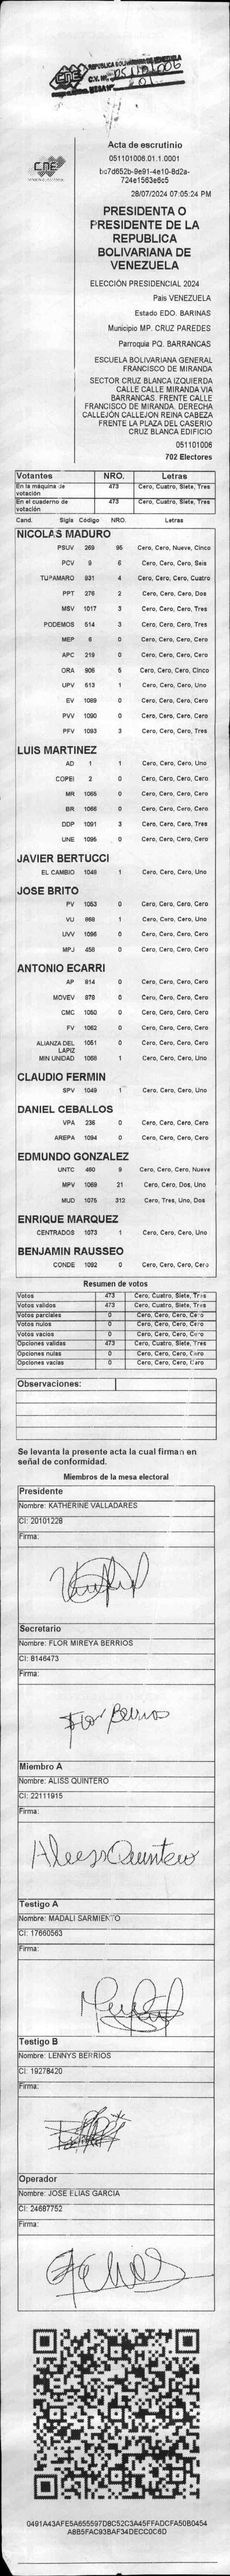 REPUBLICA BOLIVARIANA DE VENEZUELA
CNE
C.V. Nº. 051101006
MESA Nº
CNE
Acta de escrutinio
051101006.01.1.0001
28/07/2024 07:05:24 PM
PRESIDENTA O
PRESIDENTE DE LA
REPUBLICA
BOLIVARIANA DE
VENEZUELA
ELECCIÓN PRESIDENCIAL 2024
País VENEZUELA
Estado EDO. BARINAS
Municipio MP. CRUZ PAREDES
Parroquia PQ. BARRANCAS
ESCUELA BOLIVARIANA GENERAL
FRANCISCO DE MIRANDA
SECTOR CRUZ BLANCA IZQUIERDA
CALLE CALLE MIRANDA VIA
BARRANCAS. FRENTE CALLE
FRANCISCO DE MIRANDA. DERECHA
CALLEJÓN CALLEJON REINA CABEZA
FRENTE LA PLAZA DEL CASERIO
CRUZ BLANCA EDIFICIO
051101006
702 Electores
Votantes NRO. Letras
En la máquina de votación 473 Cero, Cuatro, Siete, Tres
En el cuaderno de votación 473 Cero, Cuatro, Siete, Tres
Cand. Sigla Código NRO. Letras
NICOLAS MADURO
PSUV 269 95 Cero, Cero, Nueve, Cinco
PCV 9 6 Cero, Cero, Cero, Seis
TUPAMARO 931 4 Cero, Cero, Cero, Cuatro
PPT 276 2 Cero, Cero, Cero, Dos
MSV 1017 3 Cero, Cero, Cero, Tres
PODEMOS 514 3 Cero, Cero, Cero, Tres
MEP 6 0 Cero, Cero, Cero, Cero
APC 219 0 Cero, Cero, Cero, Cero
ORA 906 5 Cero, Cero, Cero, Cinco
UPV 513 1 Cero, Cero, Cero, Uno
EV 1089 0 Cero, Cero, Cero, Cero
PVV 1090 0 Cero, Cero, Cero, Cero
PFV 1093 3 Cero, Cero, Cero, Tres
LUIS MARTINEZ
AD 1 1 Cero, Cero, Cero, Uno
COPEI 2 0 Cero, Cero, Cero, Cero
MR 1065 0 Cero, Cero, Cero, Cero
BR 1066 0 Cero, Cero, Cero, Cero
DDP 1091 3 Cero, Cero, Cero, Tres
UNE 1095 0 Cero, Cero, Cero, Cero
JAVIER BERTUCCI
EL CAMBIO 1048 1 Cero, Cero, Cero, Uno
JOSE BRITO
PV 1053 0 Cero, Cero, Cero, Cero
VU 868 1 Cero, Cero, Cero, Uno
UVV 1096 0 Cero, Cero, Cero, Cero
MPJ 458 0 Cero, Cero, Cero, Cero
ANTONIO ECARRI
AP 814 0 Cero, Cero, Cero, Cero
MOVEV 878 0 Cero, Cero, Cero, Cero
CMC 1050 0 Cero, Cero, Cero, Cero
FV 1062 0 Cero, Cero, Cero, Cero
ALIANZA DEL LAPIZ 1051 0 Cero, Cero, Cero, Cero
MIN UNIDAD 1068 1 Cero, Cero, Cero, Uno
CLAUDIO FERMIN
SPV 1049 1 Cero, Cero, Cero, Uno
DANIEL CEBALLOS
VPA 236 0 Cero, Cero, Cero, Cero
AREPA 1094 0 Cero, Cero, Cero, Cero
EDMUNDO GONZALEZ
UNTC 460 9 Cero, Cero, Cero, Nueve
MPV 1069 21 Cero, Cero, Dos, Uno
MUD 1075 312 Cero, Tres, Uno, Dos
ENRIQUE MARQUEZ
CENTRADOS 1073 1 Cero, Cero, Cero, Uno
BENJAMIN RAUSSEO
CONDE 1092 0 Cero, Cero, Cero, Cero
Resumen de votos
Votos 473 Cero, Cuatro, Siete, Tres
Votos validos 473 Cero, Cuatro, Siete, Tres
Votos parciales 0 Cero, Cero, Cero, Cero
Votos nulos 0 Cero, Cero, Cero, Cero
Votos vacios 0 Cero, Cero, Cero, Cero
Opciones validas 473 Cero, Cuatro, Siete, Tres
Opciones nulas 0 Cero, Cero, Cero, Cero
Opciones vacias 0 Cero, Cero, Cero, Cero
Observaciones:
Se levanta la presente acta la cual firman en
señal de conformidad.
Miembros de la mesa electoral
Presidente
Nombre: KATHERINE VALLADARES
CI: 20101228
Firma:
Secretario
Nombre: FLOR MIREYA BERRIOS
CI: 8146473
Firma:
Flor Berrios
Miembro A
Nombre: ALISS QUINTERO
CI: 22111915
Firma:
Aliss Quintero
Testigo A
Nombre: MADALI SARMIENTO
CI: 17660563
Firma:
Testigo B
Nombre: LENNYS BERRIOS
CI: 19278420
Firma:
Operador
Nombre: JOSE ELIAS GARCIA
CI: 24687752
Firma:
0491A43AFE5A655597D8C52C3A45FFADCFA50B0454
A8B5FAC93BAF34DECC0C6D